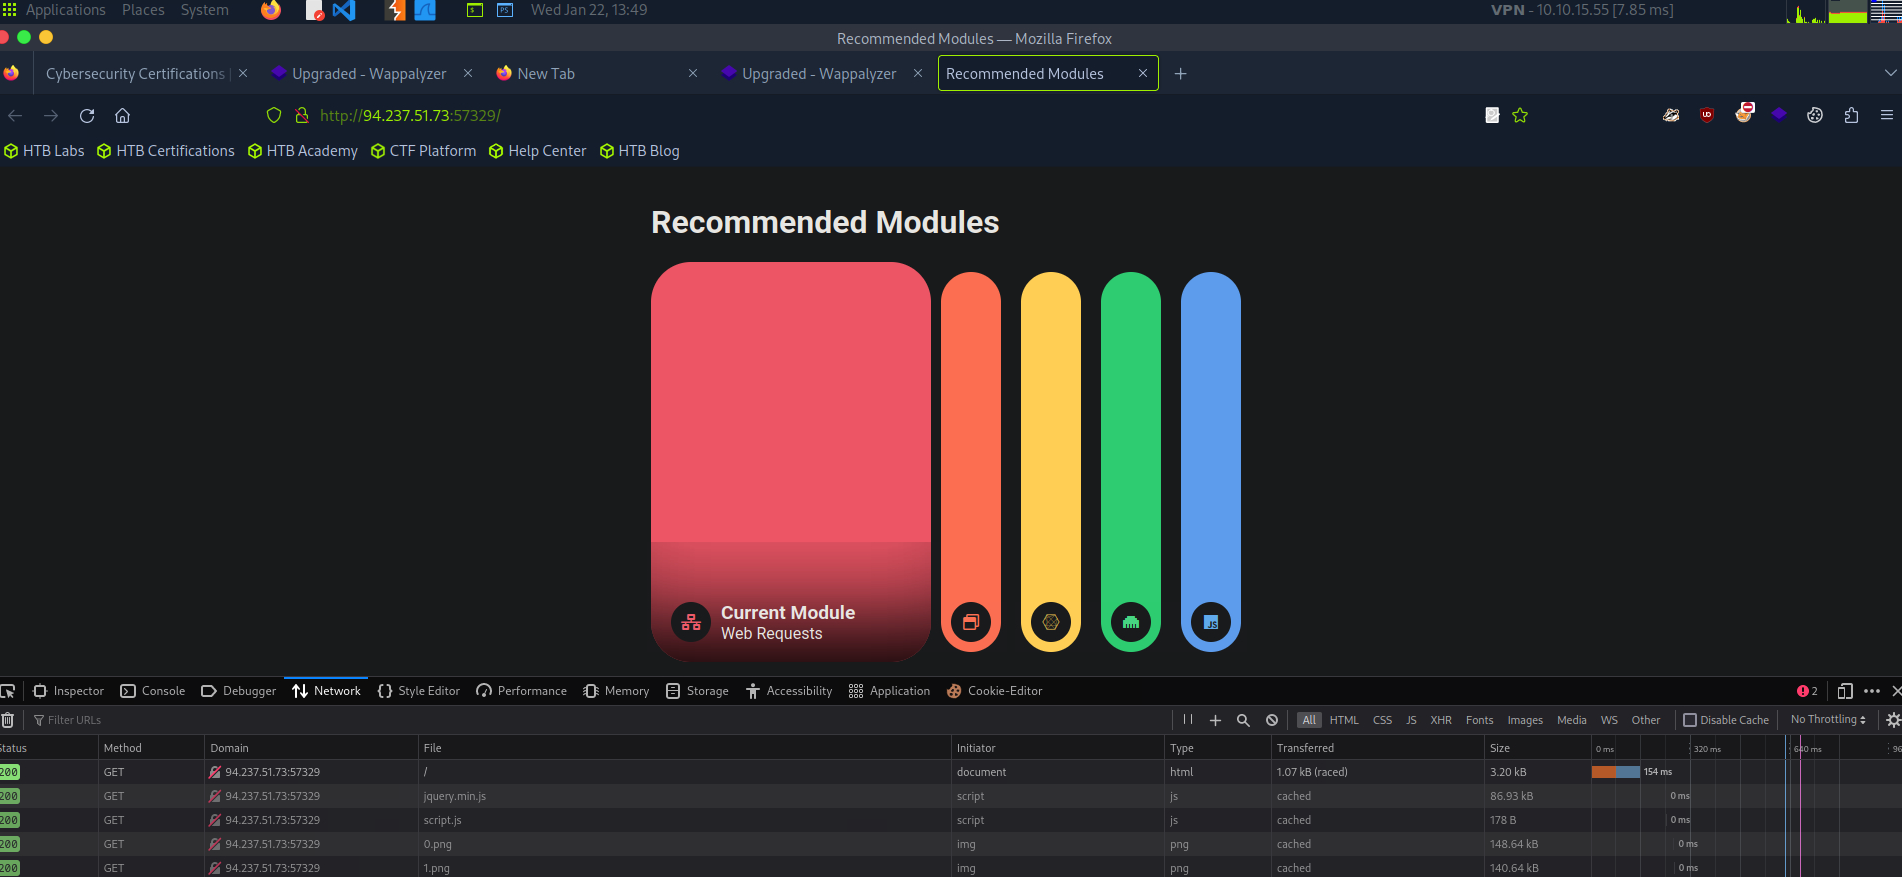 Applications Places System Wed Jan 22, 13:49 VPN - 10.10.15.55 [7.85 ms]
Recommended Modules — Mozilla Firefox
Cybersecurity Certifications Upgraded - Wappalyzer New Tab Upgraded - Wappalyzer Recommended Modules
http://94.237.51.73:57329/
HTB Labs HTB Certifications HTB Academy CTF Platform Help Center HTB Blog
Recommended Modules
Current Module
Web Requests
JS
Inspector Console Debugger Network Style Editor Performance Memory Storage Accessibility Application Cookie-Editor 2
Filter URLs All HTML CSS JS XHR Fonts Images Media WS Other Disable Cache No Throttling
Status Method Domain File Initiator Type Transferred Size 0 ms 320 ms 640 ms 96
200 GET 94.237.51.73:57329 / document html 1.07 kB (raced) 3.20 kB 154 ms
200 GET 94.237.51.73:57329 jquery.min.js script js cached 86.93 kB 0 ms
200 GET 94.237.51.73:57329 script.js script js cached 178 B 0 ms
200 GET 94.237.51.73:57329 0.png img png cached 148.64 kB 0 ms
200 GET 94.237.51.73:57329 1.png img png cached 140.64 kB 0 ms